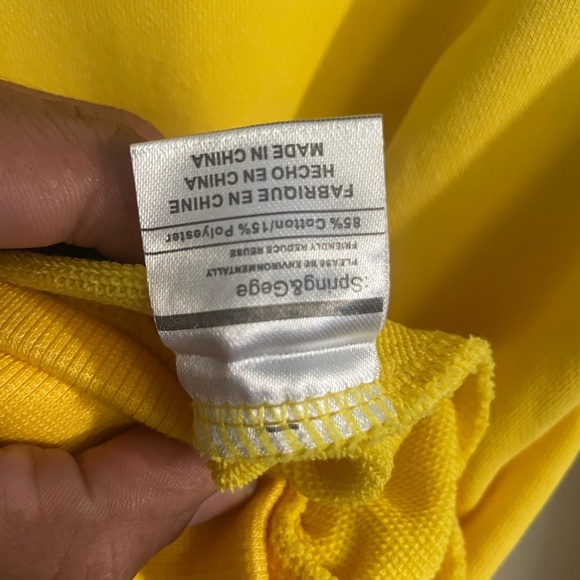 :Spring&Gege
PLEASE BE ENVIRONMENTALLY
FRIENDLY REDUCE REUSE
85% Cotton/15% Polyester
FABRIQUE EN CHINE
HECHO EN CHINA
MADE IN CHINA